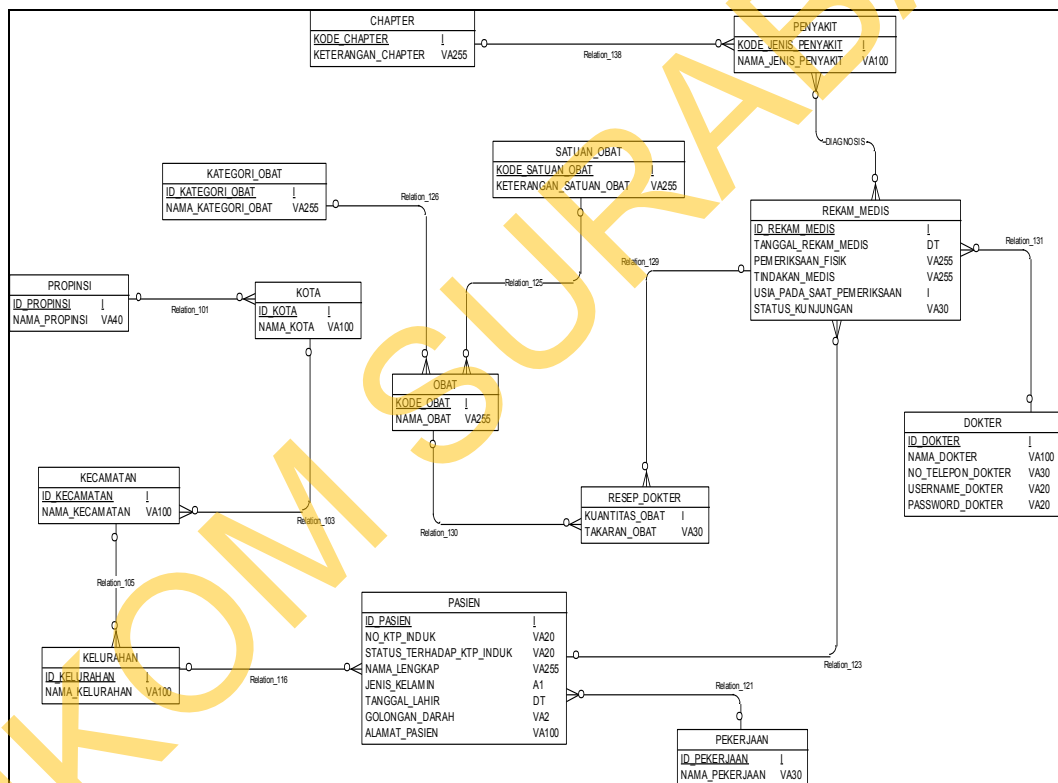 CHAPTER
KODE_CHAPTER I
KETERANGAN_CHAPTER VA255
Relation_138
PENYAKIT
KODE_JENIS_PENYAKIT I
NAMA_JENIS_PENYAKIT VA100
DIAGNOSIS
KATEGORI_OBAT
ID_KATEGORI_OBAT I
NAMA_KATEGORI_OBAT VA255
Relation_126
SATUAN_OBAT
KODE_SATUAN_OBAT I
KETERANGAN_SATUAN_OBAT VA255
Relation_125
Relation_129
REKAM_MEDIS
ID_REKAM_MEDIS I
TANGGAL_REKAM_MEDIS DT
PEMERIKSAAN_FISIK VA255
TINDAKAN_MEDIS VA255
USIA_PADA_SAAT_PEMERIKSAAN I
STATUS_KUNJUNGAN VA30
Relation_131
PROPINSI
ID_PROPINSI I
NAMA_PROPINSI VA40
Relation_101
KOTA
ID_KOTA I
NAMA_KOTA VA100
OBAT
KODE_OBAT I
NAMA_OBAT VA255
DOKTER
ID_DOKTER I
NAMA_DOKTER VA100
NO_TELEPON_DOKTER VA30
USERNAME_DOKTER VA20
PASSWORD_DOKTER VA20
KECAMATAN
ID_KECAMATAN I
NAMA_KECAMATAN VA100
Relation_103
Relation_130
RESEP_DOKTER
KUANTITAS_OBAT I
TAKARAN_OBAT VA30
Relation_105
KELURAHAN
ID_KELURAHAN I
NAMA_KELURAHAN VA100
Relation_116
PASIEN
ID_PASIEN I
NO_KTP_INDUK VA20
STATUS_TERHADAP_KTP_INDUK VA20
NAMA_LENGKAP VA255
JENIS_KELAMIN A1
TANGGAL_LAHIR DT
GOLONGAN_DARAH VA2
ALAMAT_PASIEN VA100
Relation_123
Relation_121
PEKERJAAN
ID_PEKERJAAN I
NAMA_PEKERJAAN VA30
KOM SURAB